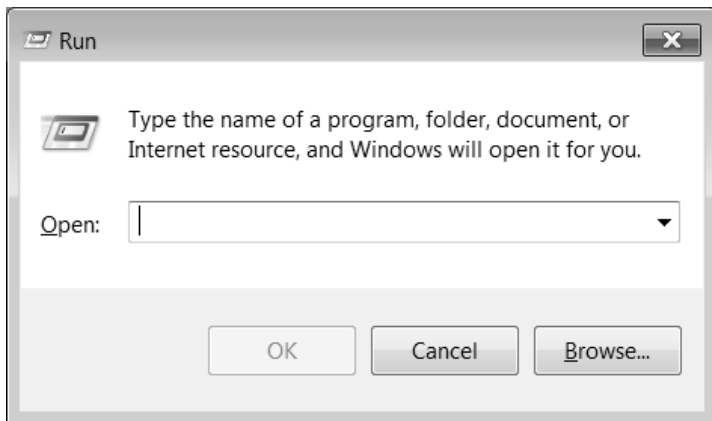 Run
Type the name of a program, folder, document, or
Internet resource, and Windows will open it for you.
Open:
OK Cancel Browse...